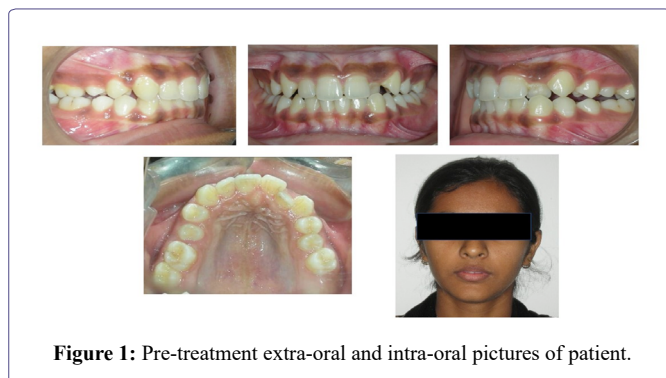 Figure 1: Pre-treatment extra-oral and intra-oral pictures of patient.